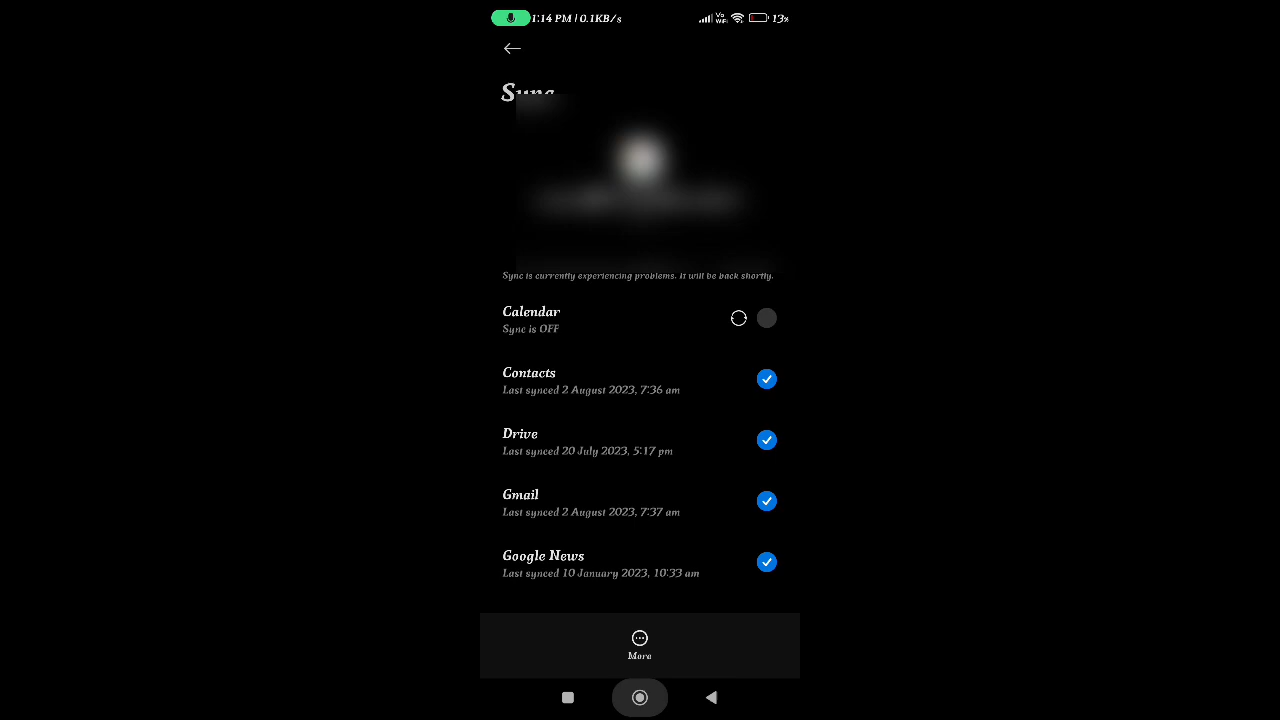 1:14 PM | 0.1KB/s Vo WiFi 13%
Sync
Sync is currently experiencing problems. It will be back shortly.
Calendar
Sync is OFF
Contacts
Last synced 2 August 2023, 7:36 am
Drive
Last synced 20 July 2023, 5:17 pm
Gmail
Last synced 2 August 2023, 7:37 am
Google News
Last synced 10 January 2023, 10:33 am
More